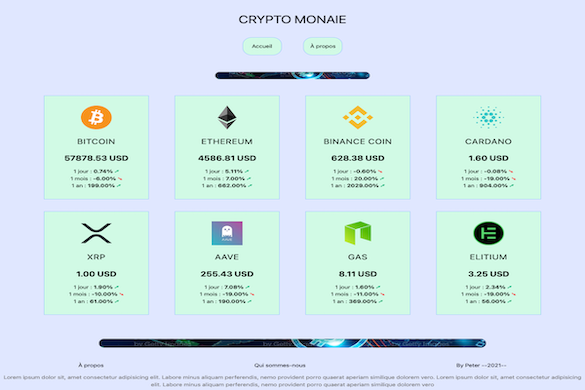 CRYPTO MONAIE
Accueil
À propos
BITCOIN
57878.53 USD
1 jour : 0.74%
1 mois : -6.00%
1 an : 199.00%
ETHEREUM
4586.81 USD
1 jour : 5.11%
1 mois : 7.00%
1 an : 662.00%
BINANCE COIN
628.38 USD
1 jour : -0.60%
1 mois : 20.00%
1 an : 2029.00%
CARDANO
1.60 USD
1 jour : -0.08%
1 mois : -19.00%
1 an : 904.00%
XRP
1.00 USD
1 jour : 1.90%
1 mois : -10.00%
1 an : 61.00%
AAVE
AAVE
255.43 USD
1 jour : 7.08%
1 mois : -19.00%
1 an : 190.00%
GAS
8.11 USD
1 jour : 1.60%
1 mois : -11.00%
1 an : 369.00%
ELITIUM
3.25 USD
1 jour : 2.34%
1 mois : -19.00%
1 an : 56.00%
À propos
Qui sommes-nous
By Peter --2021--
Lorem ipsum dolor sit, amet consectetur adipisicing elit. Labore minus aliquam perferendis, nemo provident porro quaerat aperiam similique dolorem vero. Lorem ipsum dolor sit, amet consectetur adipisicing
elit. Labore minus aliquam perferendis, nemo provident porro quaerat aperiam similique dolorem vero